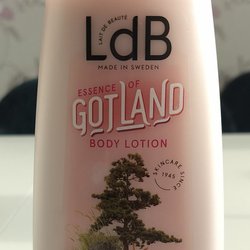 LAIT DE BEAUTÉ
LdB
MADE IN SWEDEN
ESSENCE OF
GOTLAND
BODY LOTION
SKINCARE SINCE
1945